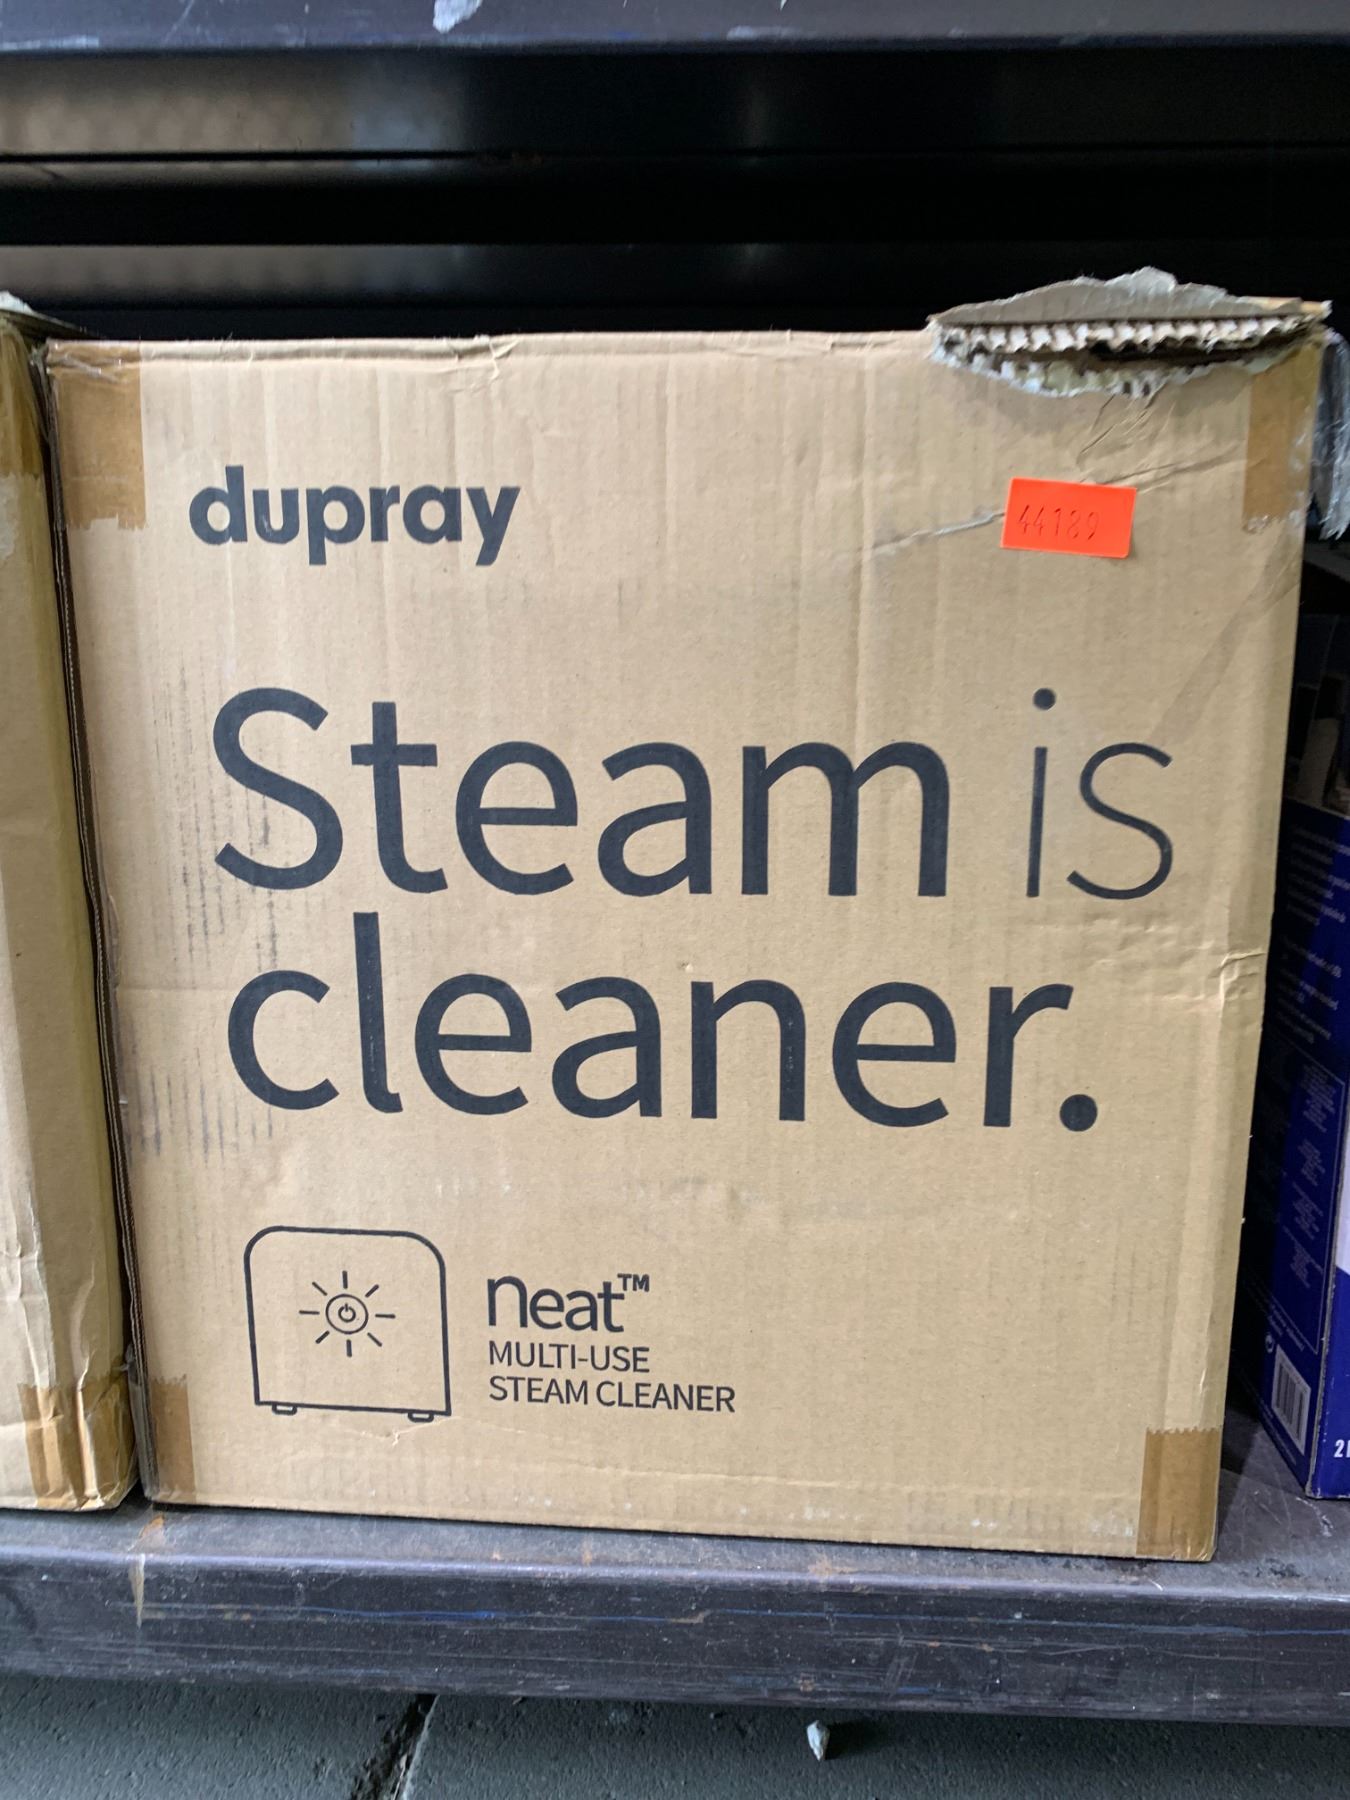 dupray
44189
Steam is
cleaner.
neat™
MULTI-USE
STEAM CLEANER